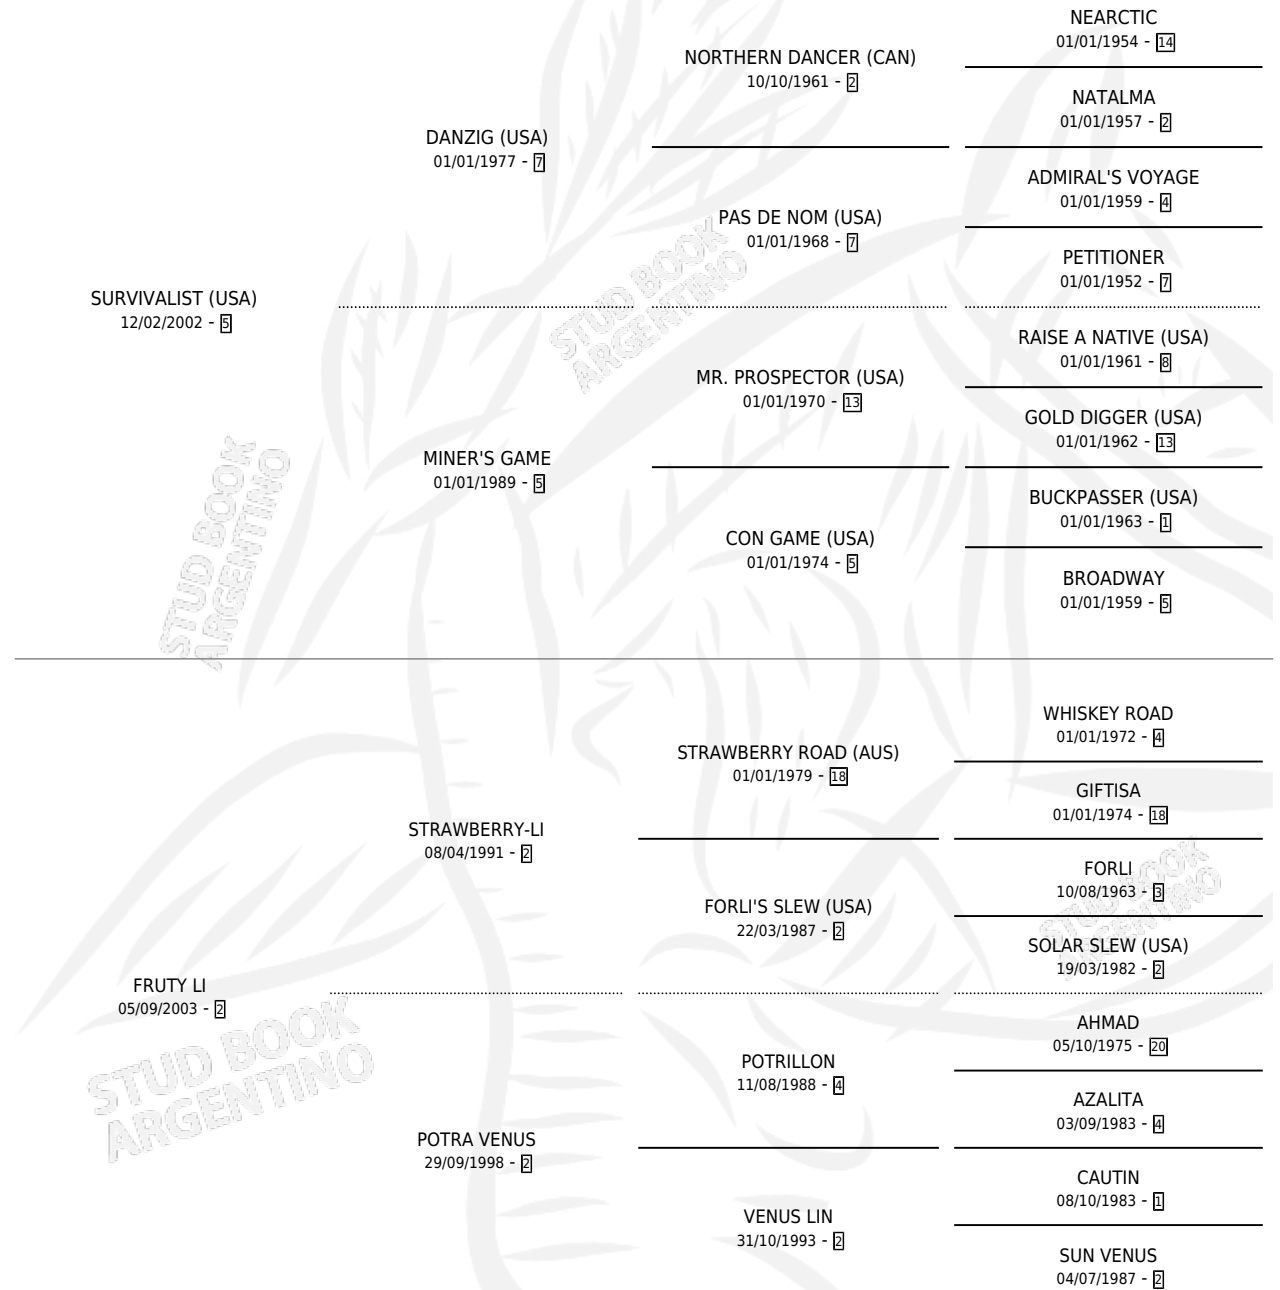 NEARCTIC
01/01/1954 - 14
NORTHERN DANCER (CAN)
10/10/1961 - 2
NATALMA
01/01/1957 - 2
DANZIG (USA)
01/01/1977 - 7
ADMIRAL'S VOYAGE
01/01/1959 - 4
PAS DE NOM (USA)
01/01/1968 - 7
PETITIONER
01/01/1952 - 7
SURVIVALIST (USA)
12/02/2002 - 5
STUD BOOK
ARGENTINO
RAISE A NATIVE (USA)
01/01/1961 - 8
MR. PROSPECTOR (USA)
01/01/1970 - 13
GOLD DIGGER (USA)
01/01/1962 - 13
MINER'S GAME
01/01/1989 - 5
BUCKPASSER (USA)
01/01/1963 - 1
CON GAME (USA)
01/01/1974 - 5
BROADWAY
01/01/1959 - 5
STUD BOOK
ARGENTINO
WHISKEY ROAD
01/01/1972 - 4
STRAWBERRY ROAD (AUS)
01/01/1979 - 18
GIFTISA
01/01/1974 - 18
STRAWBERRY-LI
08/04/1991 - 2
FORLI
10/08/1963 - 3
FORLI'S SLEW (USA)
22/03/1987 - 2
STUD BOOK
ARGENTINO
SOLAR SLEW (USA)
19/03/1982 - 2
FRUTY LI
05/09/2003 - 2
AHMAD
05/10/1975 - 20
STUD BOOK
ARGENTINO
POTRILLON
11/08/1988 - 4
AZALITA
03/09/1983 - 4
POTRA VENUS
29/09/1998 - 2
CAUTIN
08/10/1983 - 1
VENUS LIN
31/10/1993 - 2
SUN VENUS
04/07/1987 - 2